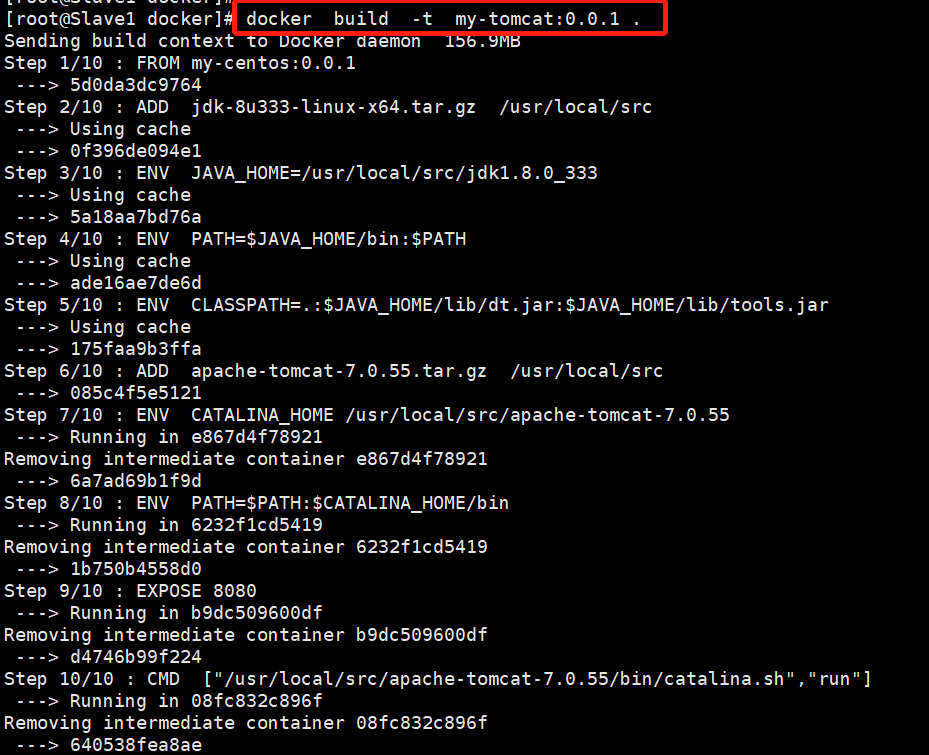 [root@Slave1 docker]# docker  build  -t  my-tomcat:0.0.1 .
Sending build context to Docker daemon  156.9MB
Step 1/10 : FROM my-centos:0.0.1
 ---> 5d0da3dc9764
Step 2/10 : ADD  jdk-8u333-linux-x64.tar.gz  /usr/local/src
 ---> Using cache
 ---> 0f396de094e1
Step 3/10 : ENV  JAVA_HOME=/usr/local/src/jdk1.8.0_333
 ---> Using cache
 ---> 5a18aa7bd76a
Step 4/10 : ENV  PATH=$JAVA_HOME/bin:$PATH
 ---> Using cache
 ---> ade16ae7de6d
Step 5/10 : ENV  CLASSPATH=.:$JAVA_HOME/lib/dt.jar:$JAVA_HOME/lib/tools.jar
 ---> Using cache
 ---> 175faa9b3ffa
Step 6/10 : ADD  apache-tomcat-7.0.55.tar.gz  /usr/local/src
 ---> 085c4f5e5121
Step 7/10 : ENV  CATALINA_HOME /usr/local/src/apache-tomcat-7.0.55
 ---> Running in e867d4f78921
Removing intermediate container e867d4f78921
 ---> 6a7ad69b1f9d
Step 8/10 : ENV  PATH=$PATH:$CATALINA_HOME/bin
 ---> Running in 6232f1cd5419
Removing intermediate container 6232f1cd5419
 ---> 1b750b4558d0
Step 9/10 : EXPOSE 8080
 ---> Running in b9dc509600df
Removing intermediate container b9dc509600df
 ---> d4746b99f224
Step 10/10 : CMD  ["/usr/local/src/apache-tomcat-7.0.55/bin/catalina.sh","run"]
 ---> Running in 08fc832c896f
Removing intermediate container 08fc832c896f
 ---> 640538fea8ae